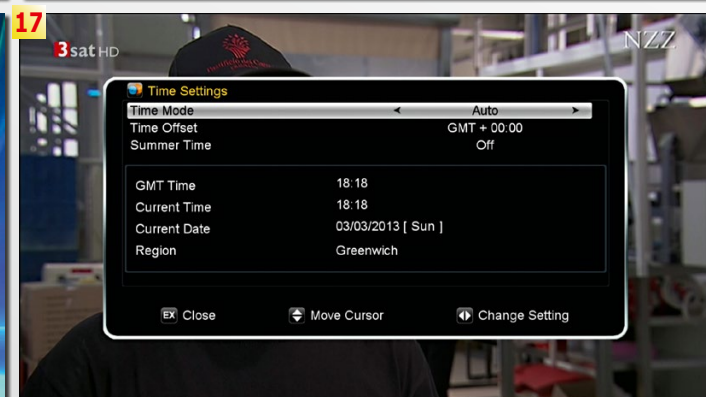 17
3sat HD
NZZ
Time Settings
Time Mode < Auto >
Time Offset GMT + 00:00
Summer Time Off
GMT Time 18:18
Current Time 18:18
Current Date 03/03/2013 [ Sun ]
Region Greenwich
EX Close Move Cursor Change Setting